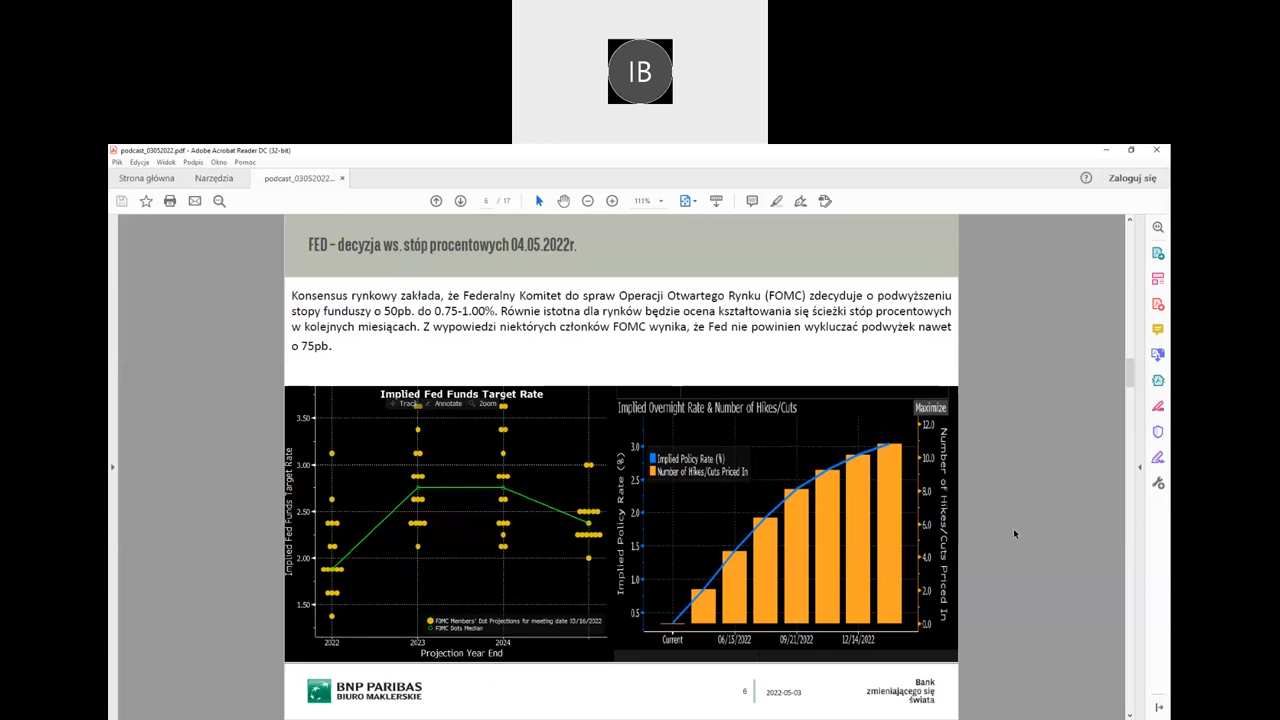 IB
podcast_03052022.pdf - Adobe Acrobat Reader DC (32-bit)
Plik Edycja Widok Podpis Okno Pomoc
Strona główna Narzędzia podcast_03052022... × Zaloguj się
6 / 17 111%
FED – decyzja ws. stóp procentowych 04.05.2022r.
Konsensus rynkowy zakłada, że Federalny Komitet do spraw Operacji Otwartego Rynku (FOMC) zdecyduje o podwyższeniu
stopy funduszy o 50pb. do 0.75-1.00%. Równie istotna dla rynków będzie ocena kształtowania się ścieżki stóp procentowych
w kolejnych miesiącach. Z wypowiedzi niektórych członków FOMC wynika, że Fed nie powinien wykluczać podwyżek nawet
o 75pb.
Implied Fed Funds Target Rate
Track Annotate Zoom
3.50
3.00
2.50
2.00
1.50
Implied Fed Funds Target Rate
FOMC Members' Dot Projections for meeting date 03/16/2022
FOMC Dots Median
2022 2023 2024
Projection Year End
Implied Overnight Rate & Number of Hikes/Cuts
Maximize
Implied Policy Rate (%)
Number of Hikes/Cuts Priced In
Implied Policy Rate (%)
3.0
2.5
2.0
1.5
1.0
0.5
12.0
10.0
8.0
6.0
4.0
2.0
0.0
Number of Hikes/Cuts Priced In
Current 06/15/2022 09/21/2022 12/14/2022
BNP PARIBAS
BIURO MAKLERSKIE
6 2022-05-03
Bank
zmieniającego się
świata